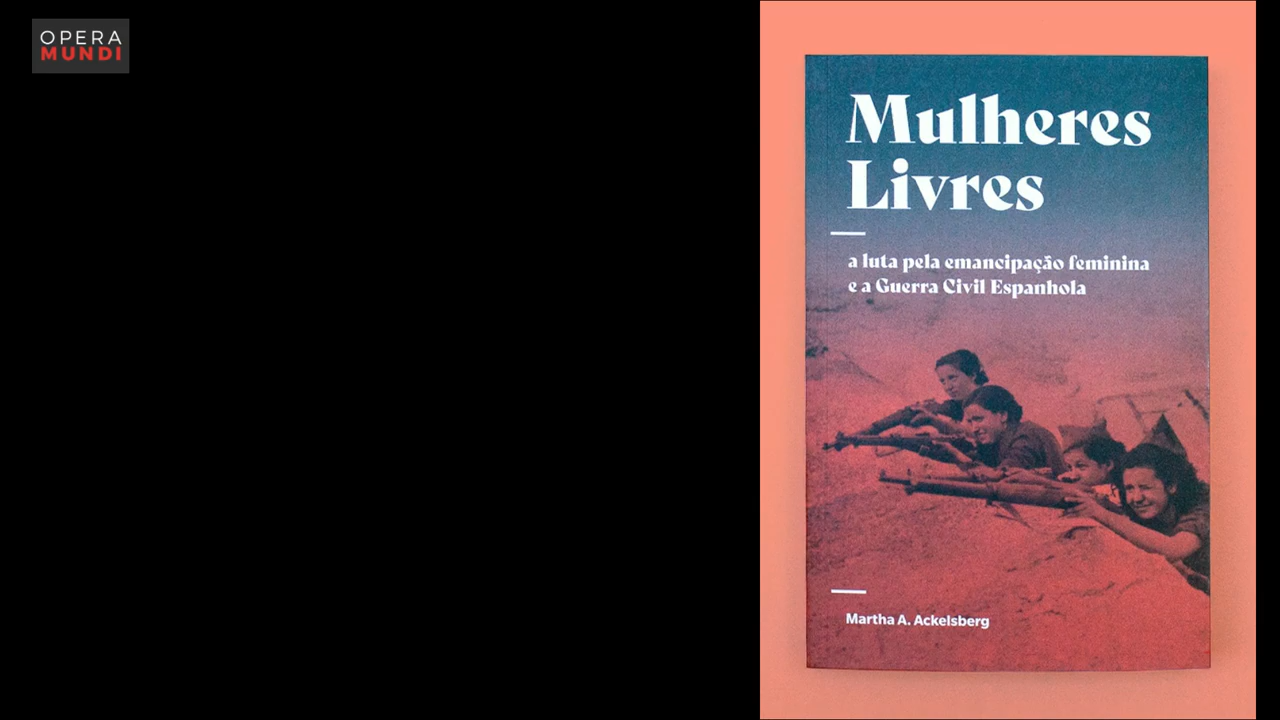 OPERA
MUNDI
Mulheres
Livres
a luta pela emancipação feminina
e a Guerra Civil Espanhola
Martha A. Ackelsberg